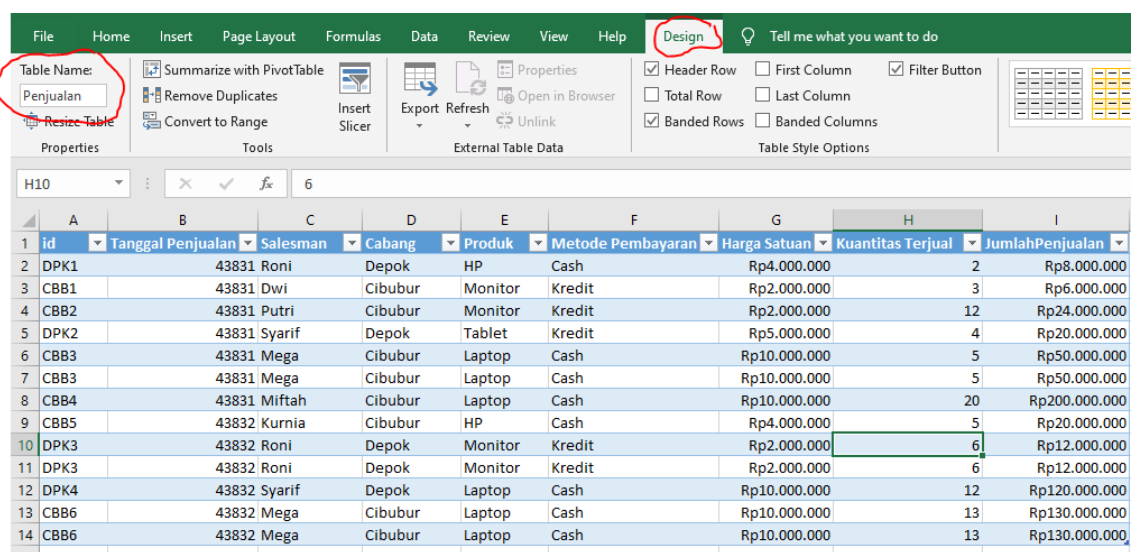 File Home Insert Page Layout Formulas Data Review View Help Design Tell me what you want to do
Table Name: Summarize with PivotTable Properties Header Row First Column Filter Button
Penjualan Remove Duplicates Insert Slicer Export Refresh Open in Browser Total Row Last Column
Resize Table Convert to Range Unlink Banded Rows Banded Columns
Properties Tools External Table Data Table Style Options
H10 fx 6
A B C D E F G H I
1 id Tanggal Penjualan Salesman Cabang Produk Metode Pembayaran Harga Satuan Kuantitas Terjual JumlahPenjualan
2 DPK1 43831 Roni Depok HP Cash Rp4.000.000 2 Rp8.000.000
3 CBB1 43831 Dwi Cibubur Monitor Kredit Rp2.000.000 3 Rp6.000.000
4 CBB2 43831 Putri Cibubur Monitor Kredit Rp2.000.000 12 Rp24.000.000
5 DPK2 43831 Syarif Depok Tablet Kredit Rp5.000.000 4 Rp20.000.000
6 CBB3 43831 Mega Cibubur Laptop Cash Rp10.000.000 5 Rp50.000.000
7 CBB3 43831 Mega Cibubur Laptop Cash Rp10.000.000 5 Rp50.000.000
8 CBB4 43831 Miftah Cibubur Laptop Cash Rp10.000.000 20 Rp200.000.000
9 CBB5 43832 Kurnia Cibubur HP Cash Rp4.000.000 5 Rp20.000.000
10 DPK3 43832 Roni Depok Monitor Kredit Rp2.000.000 6 Rp12.000.000
11 DPK3 43832 Roni Depok Monitor Kredit Rp2.000.000 6 Rp12.000.000
12 DPK4 43832 Syarif Depok Laptop Cash Rp10.000.000 12 Rp120.000.000
13 CBB6 43832 Mega Cibubur Laptop Cash Rp10.000.000 13 Rp130.000.000
14 CBB6 43832 Mega Cibubur Laptop Cash Rp10.000.000 13 Rp130.000.000